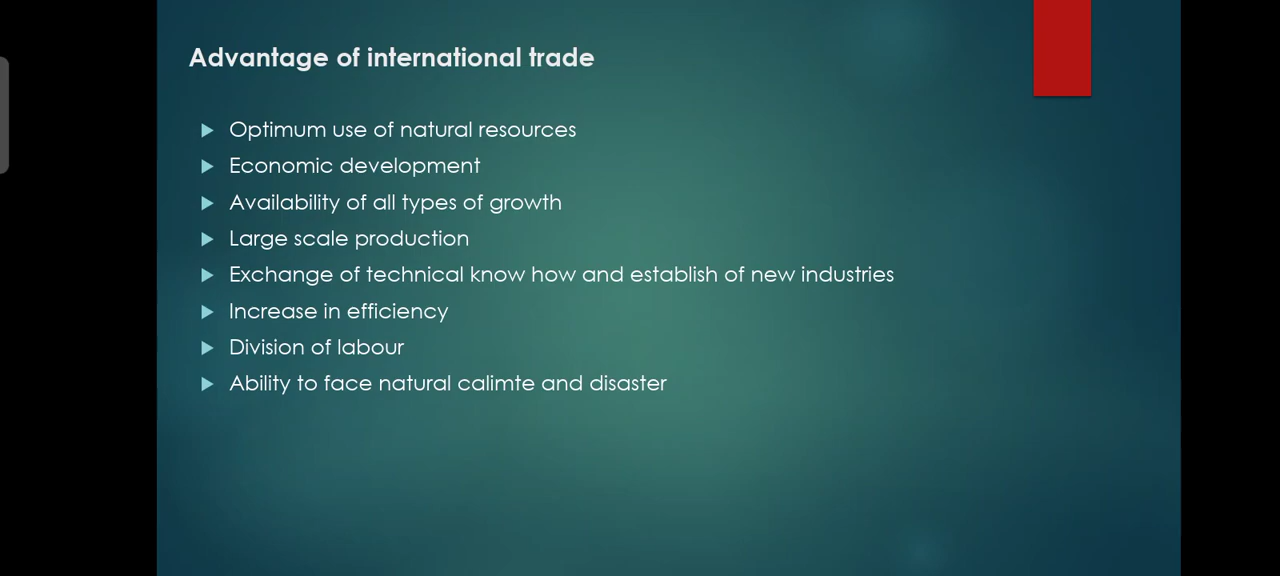 Advantage of international trade
Optimum use of natural resources
Economic development
Availability of all types of growth
Large scale production
Exchange of technical know how and establish of new industries
Increase in efficiency
Division of labour
Ability to face natural calimte and disaster